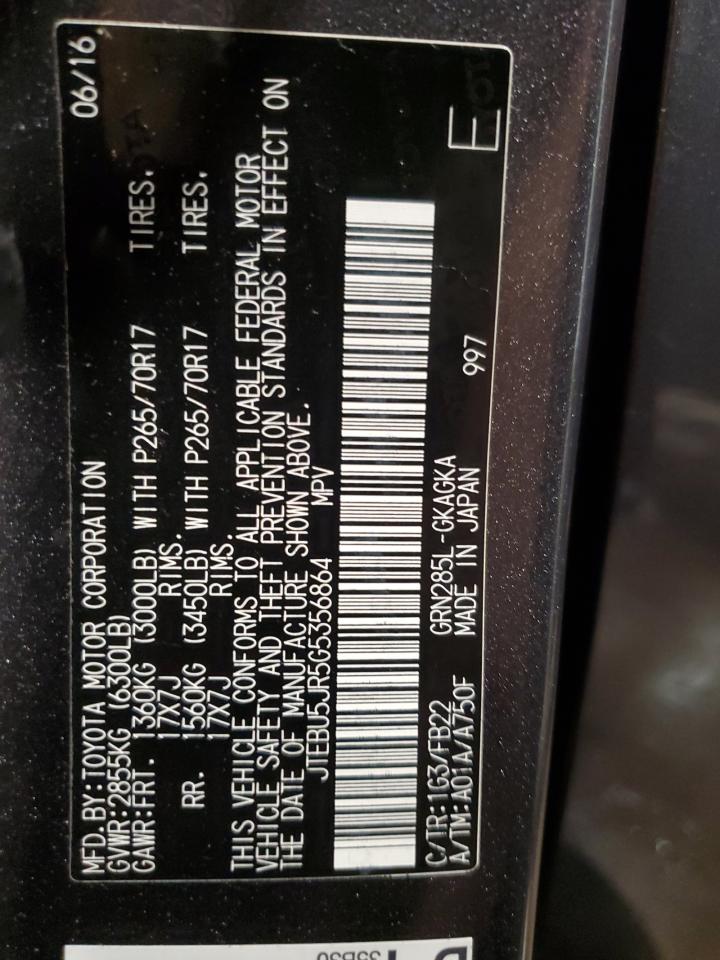 MFD.BY:TOYOTA MOTOR CORPORATION 06/16
GVWR:2855KG (6300LB)
GAWR:FRT. 1360KG (3000LB) WITH P265/70R17 TIRES.
17X7J RIMS.
RR. 1560KG (3450LB) WITH P265/70R17 TIRES.
17X7J RIMS.
THIS VEHICLE CONFORMS TO ALL APPLICABLE FEDERAL MOTOR
VEHICLE SAFETY AND THEFT PREVENTION STANDARDS IN EFFECT ON
THE DATE OF MANUFACTURE SHOWN ABOVE.
JTEBU5JR5G5356864 MPV
C/TR:1G3/FB22 GRN285L-GKAGKA 997
A/TM:A01A/A750F MADE IN JAPAN E